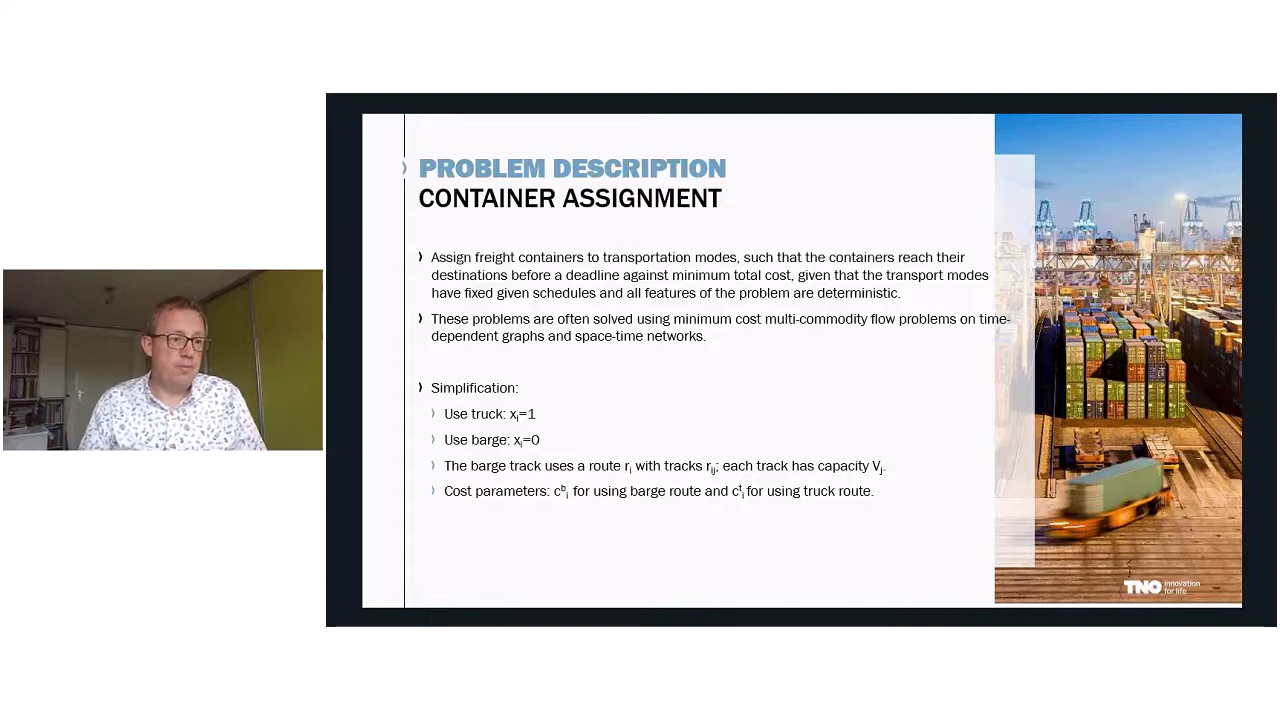 PROBLEM DESCRIPTION
CONTAINER ASSIGNMENT
› Assign freight containers to transportation modes, such that the containers reach their
destinations before a deadline against minimum total cost, given that the transport modes
have fixed given schedules and all features of the problem are deterministic.
› These problems are often solved using minimum cost multi-commodity flow problems on time-
dependent graphs and space-time networks.
› Simplification:
› Use truck: xᵢ=1
› Use barge: xᵢ=0
› The barge track uses a route rᵢ with tracks rᵢⱼ; each track has capacity Vⱼ.
› Cost parameters: cᵇᵢ for using barge route and cᵗᵢ for using truck route.
TNO innovation
for life